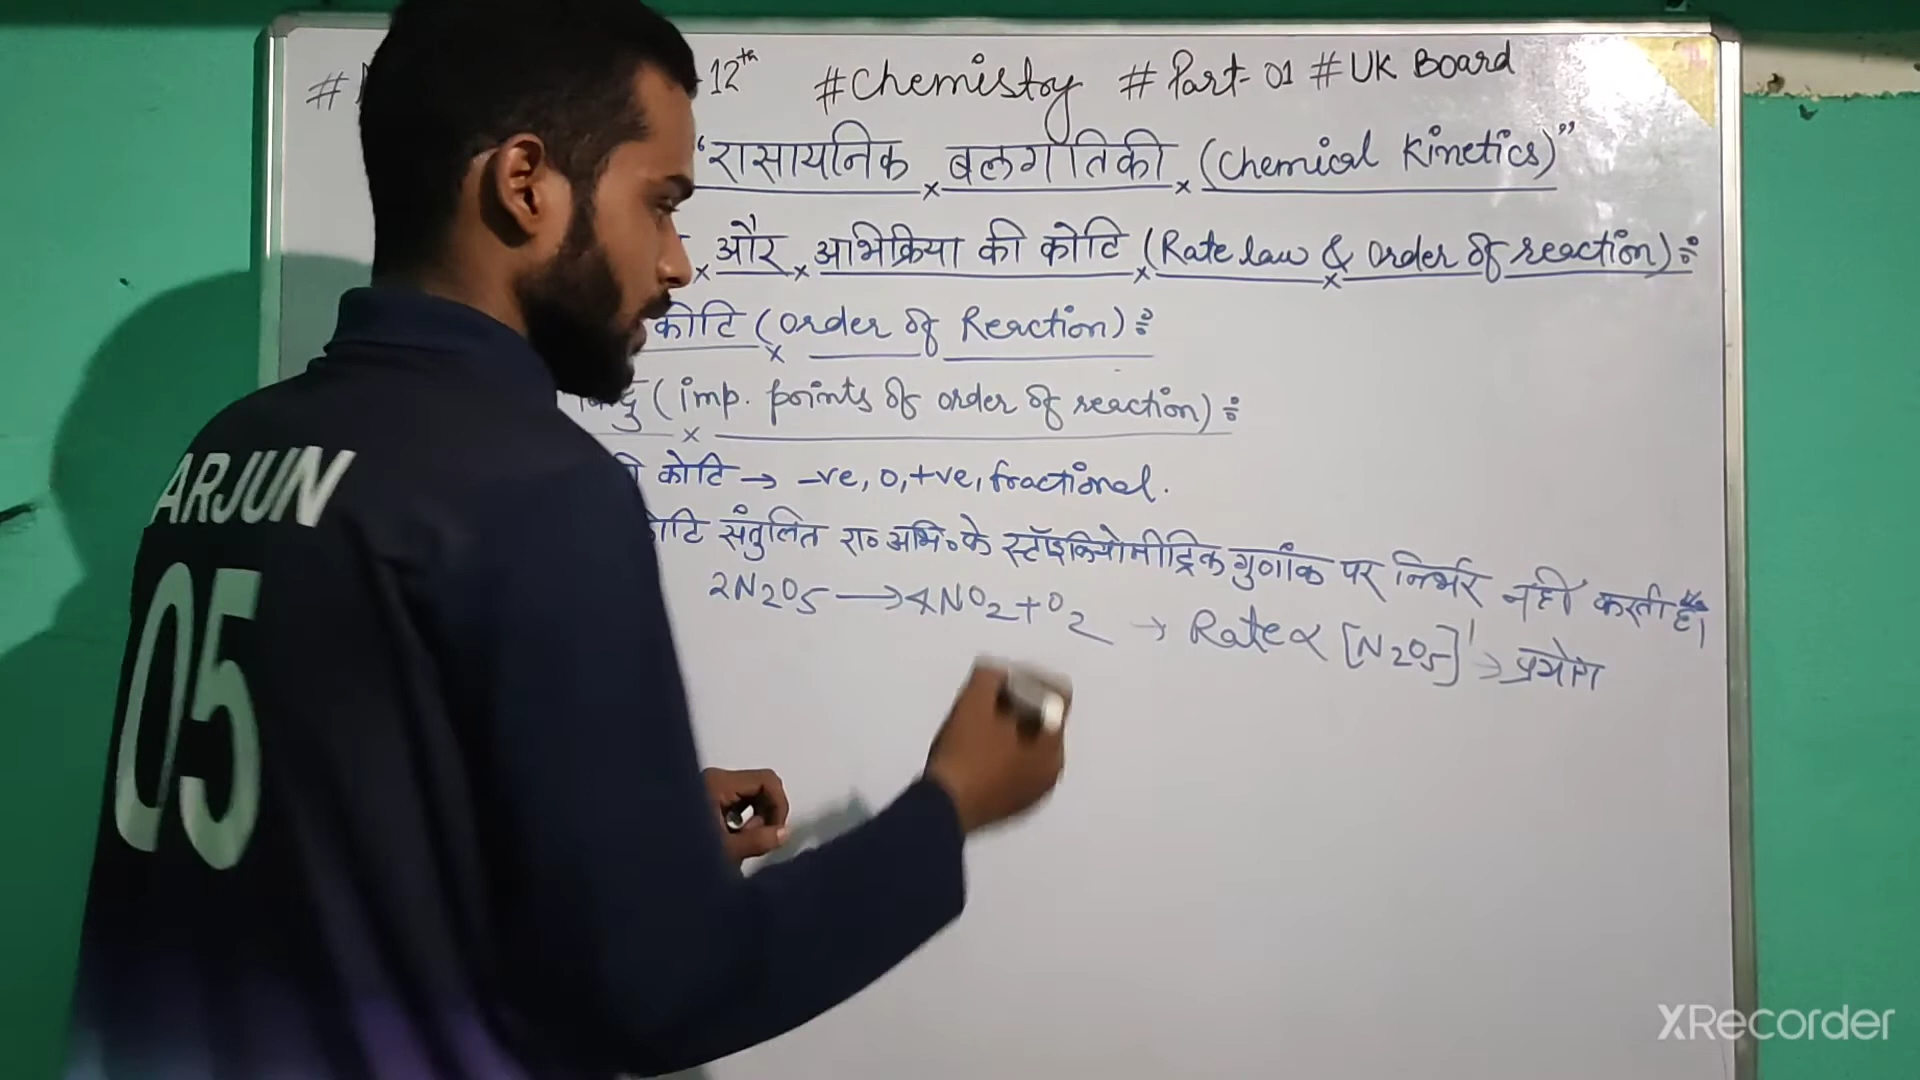 # 12th #Chemistry # Part-01 # UK Board
"रासायनिक बलगतिकी (Chemical Kinetics)"
और अभिक्रिया की कोटि (Rate law & order of reaction):
कोटि (order of Reaction):
(imp. points of order of reaction):
कोटि → -ve, 0, +ve, fractional.
संतुलित रा० अभि० के स्टॉइकियोमीट्रिक गुणांक पर निर्भर नहीं करती है।
2N2O5 → 4NO2 + O2 → Rate ∝ [N2O5]¹ → प्रयोग
ARJUN
05
XRecorder